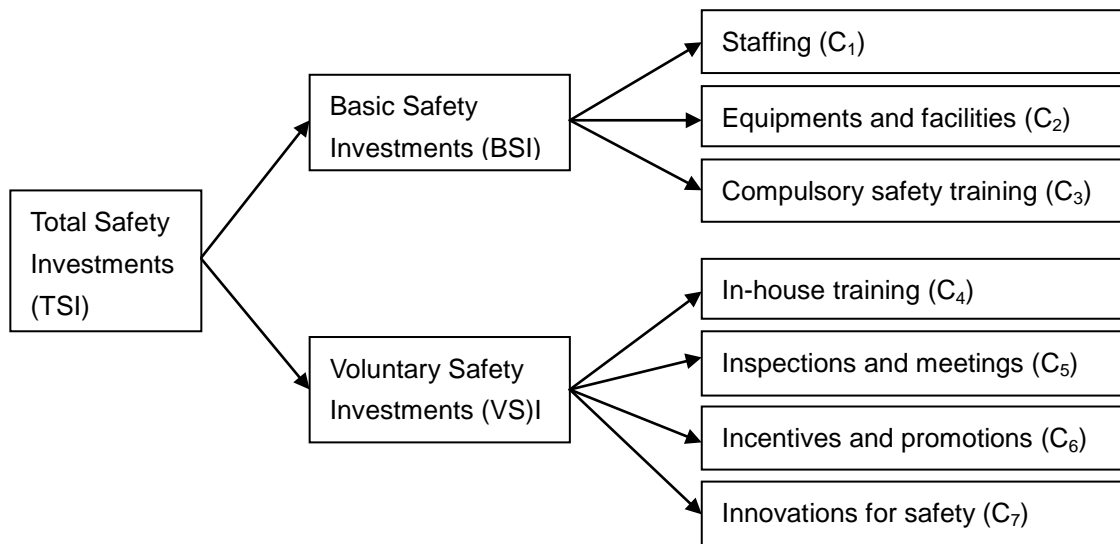 Staffing (C₁)
Basic Safety
Investments (BSI)
Equipments and facilities (C₂)
Compulsory safety training (C₃)
Total Safety
Investments
(TSI)
In-house training (C₄)
Voluntary Safety
Investments (VS)I
Inspections and meetings (C₅)
Incentives and promotions (C₆)
Innovations for safety (C₇)